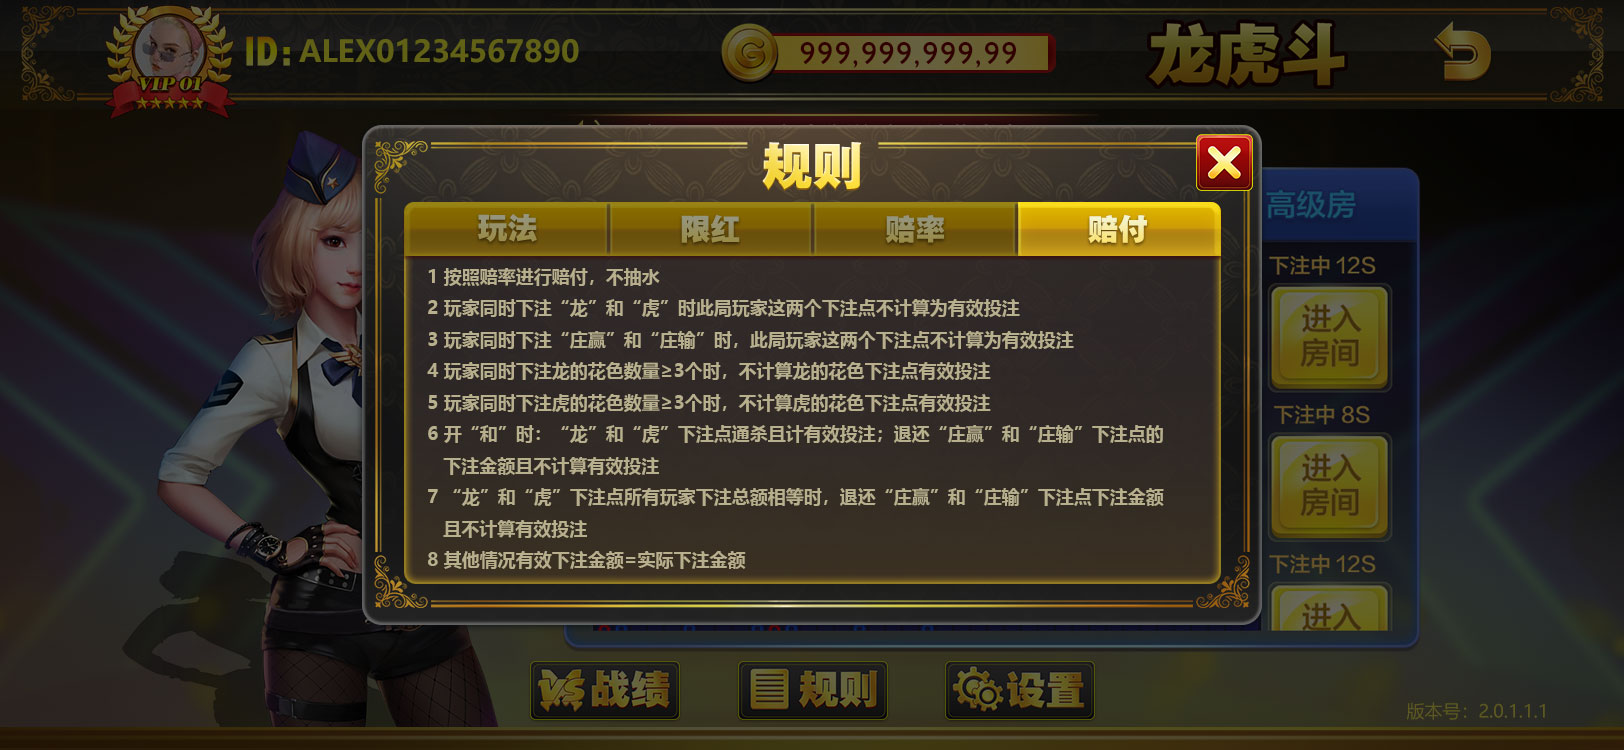 VIP 01
ID: ALEX01234567890
999,999,999,99
龙虎斗
规则
玩法
限红
赔率
赔付
1 按照赔率进行赔付，不抽水
2 玩家同时下注“龙”和“虎”时此局玩家这两个下注点不计算为有效投注
3 玩家同时下注“庄赢”和“庄输”时，此局玩家这两个下注点不计算为有效投注
4 玩家同时下注龙的花色数量≥3个时，不计算龙的花色下注点有效投注
5 玩家同时下注虎的花色数量≥3个时，不计算虎的花色下注点有效投注
6 开“和”时：“龙”和“虎”下注点通杀且计有效投注；退还“庄赢”和“庄输”下注点的
下注金额且不计算有效投注
7 “龙”和“虎”下注点所有玩家下注总额相等时，退还“庄赢”和“庄输”下注点下注金额
且不计算有效投注
8 其他情况有效下注金额=实际下注金额
高级房
下注中 12S
进入
房间
下注中 8S
进入
房间
下注中 12S
进入
VS 战绩
规则
设置
版本号：2.0.1.1.1